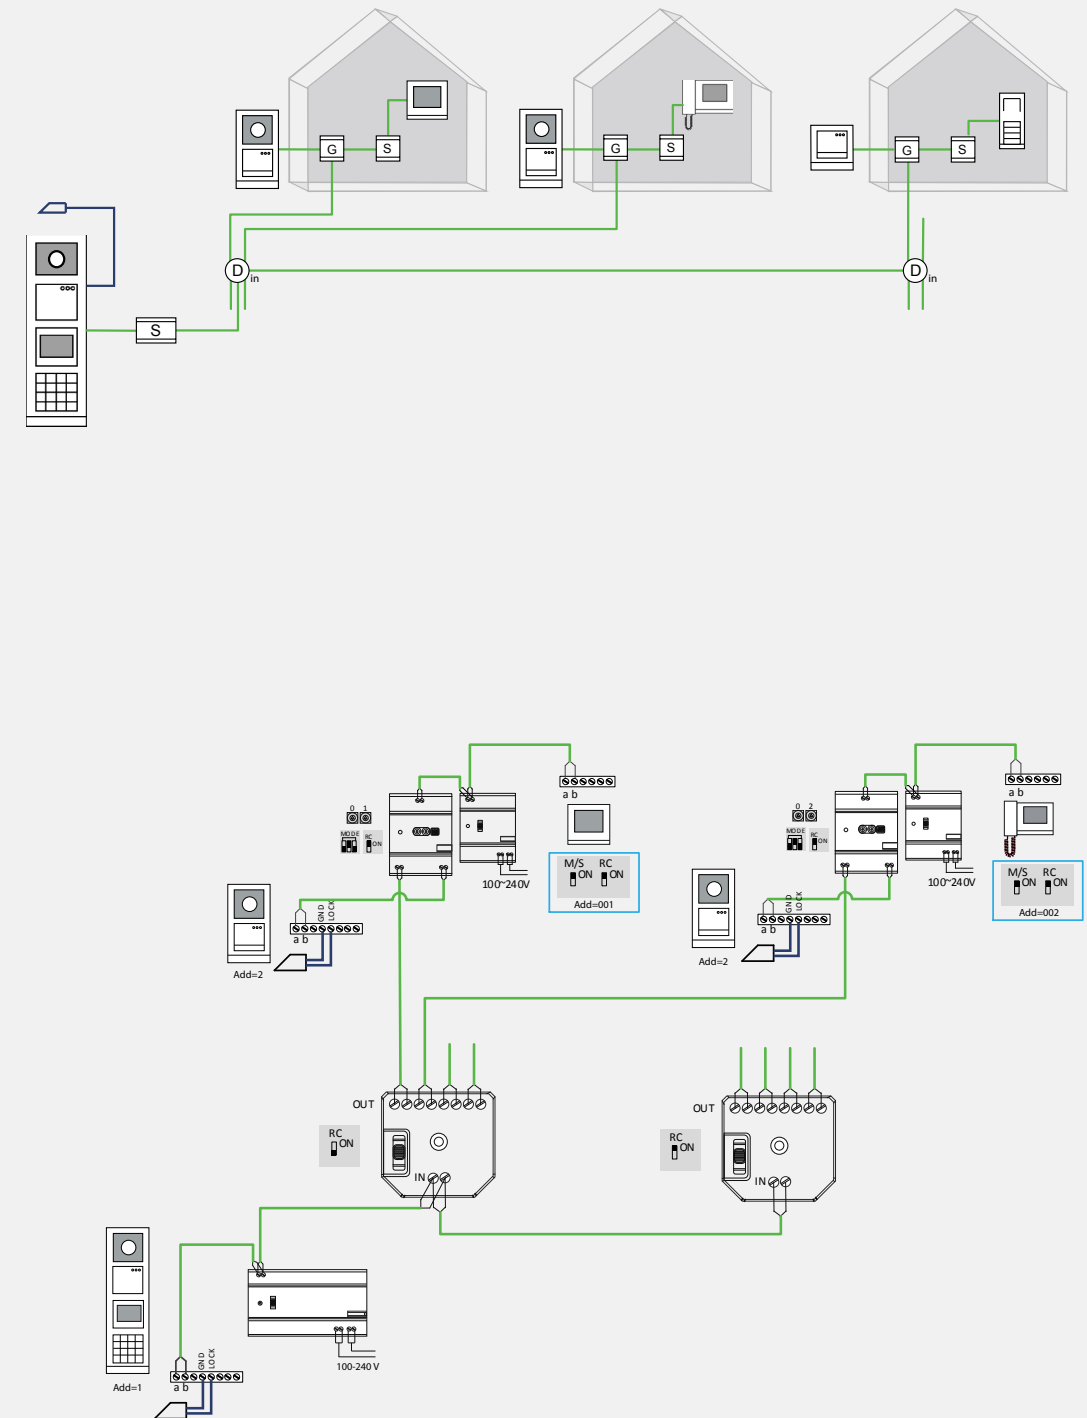 G S
G S
G S
D in
D in
S
a b
a b
0 1
0 2
MODE
RC
ON
MODE
RC
ON
M/S RC
ON ON
Add=001
M/S RC
ON ON
Add=002
100~240V
100~240V
GND
LOCK
a b
Add=2
GND
LOCK
a b
Add=2
OUT
OUT
RC
ON
RC
ON
IN
IN
100-240 V
GND
LOCK
a b
Add=1